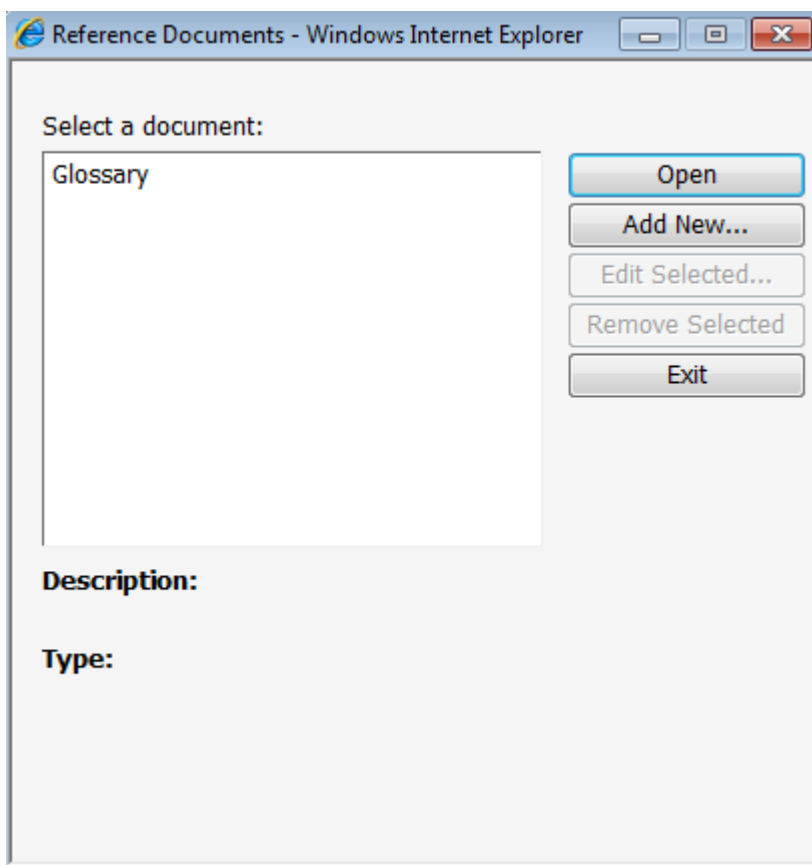 Reference Documents - Windows Internet Explorer
Select a document:
Glossary
Open
Add New...
Edit Selected...
Remove Selected
Exit
Description:
Type: